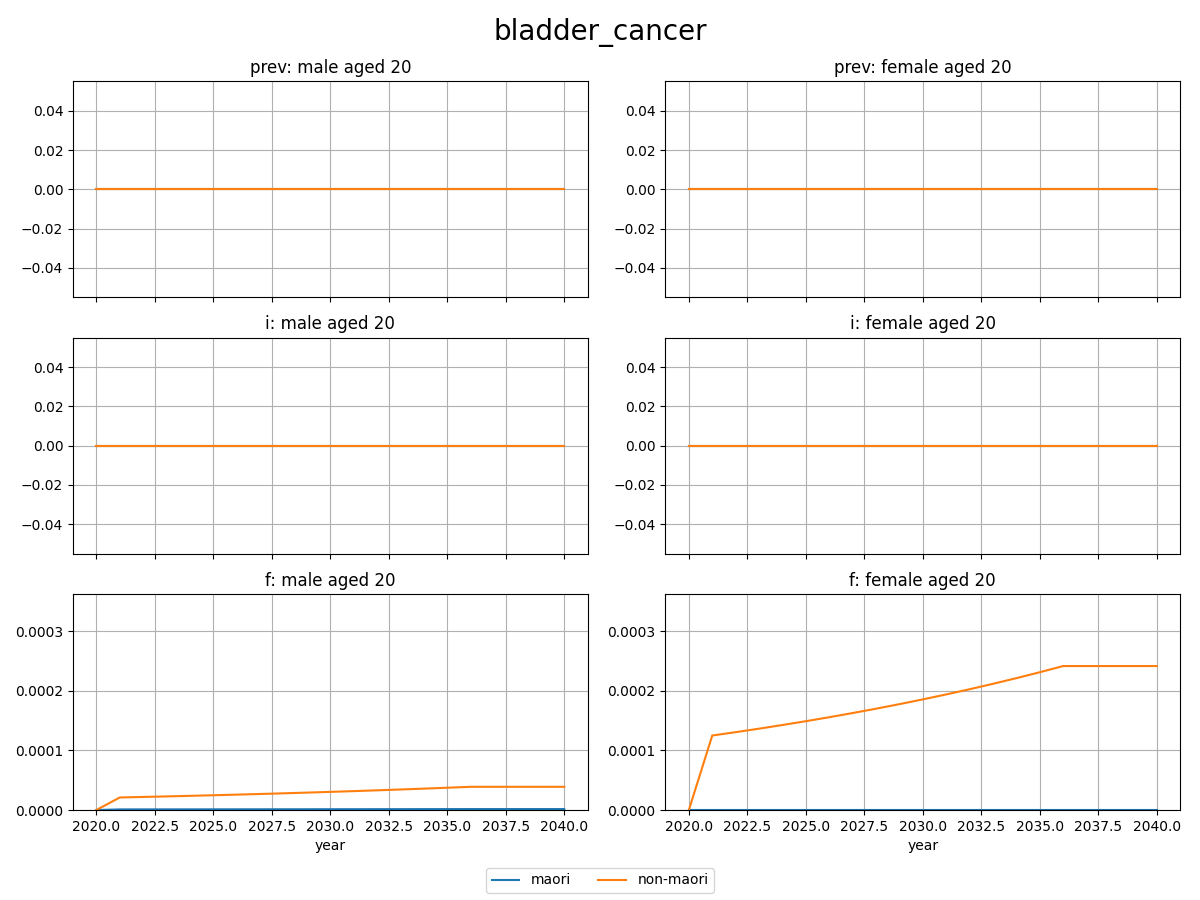 bladder_cancer
prev: male aged 20
prev: female aged 20
0.04
0.02
0.00
−0.02
−0.04
0.04
0.02
0.00
−0.02
−0.04
i: male aged 20
i: female aged 20
0.04
0.02
0.00
−0.02
−0.04
0.04
0.02
0.00
−0.02
−0.04
f: male aged 20
f: female aged 20
0.0003
0.0002
0.0001
0.0000
0.0003
0.0002
0.0001
0.0000
2020.0 2022.5 2025.0 2027.5 2030.0 2032.5 2035.0 2037.5 2040.0
2020.0 2022.5 2025.0 2027.5 2030.0 2032.5 2035.0 2037.5 2040.0
year
year
maori non-maori